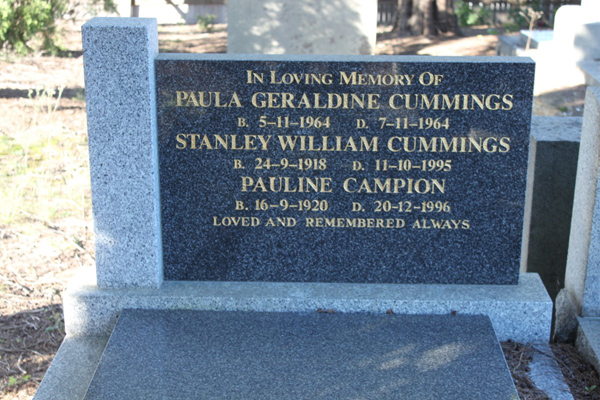 IN LOVING MEMORY OF
PAULA GERALDINE CUMMINGS
B. 5-11-1964 D. 7-11-1964
STANLEY WILLIAM CUMMINGS
B. 24-9-1918 D. 11-10-1995
PAULINE CAMPION
B. 16-9-1920 D. 20-12-1996
LOVED AND REMEMBERED ALWAYS